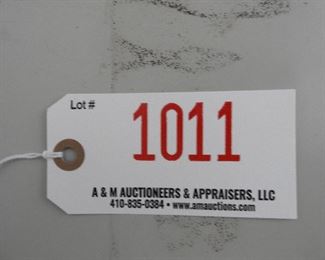 Lot #
1011
A & M AUCTIONEERS & APPRAISERS, LLC
410-835-0384 • www.amauctions.com